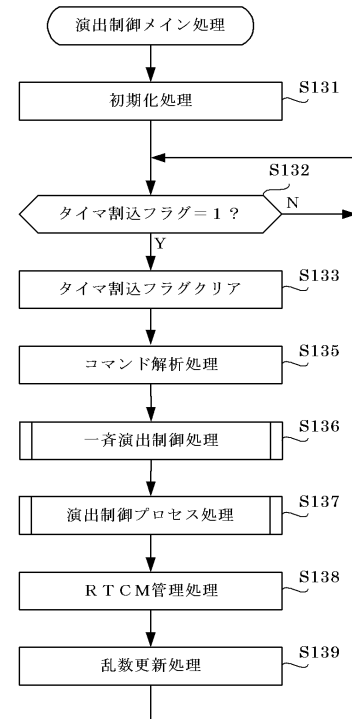 演出制御メイン処理
初期化処理
S131
S132
タイマ割込フラグ＝１？
N
Y
タイマ割込フラグクリア
S133
コマンド解析処理
S135
一斉演出制御処理
S136
演出制御プロセス処理
S137
ＲＴＣＭ管理処理
S138
乱数更新処理
S139